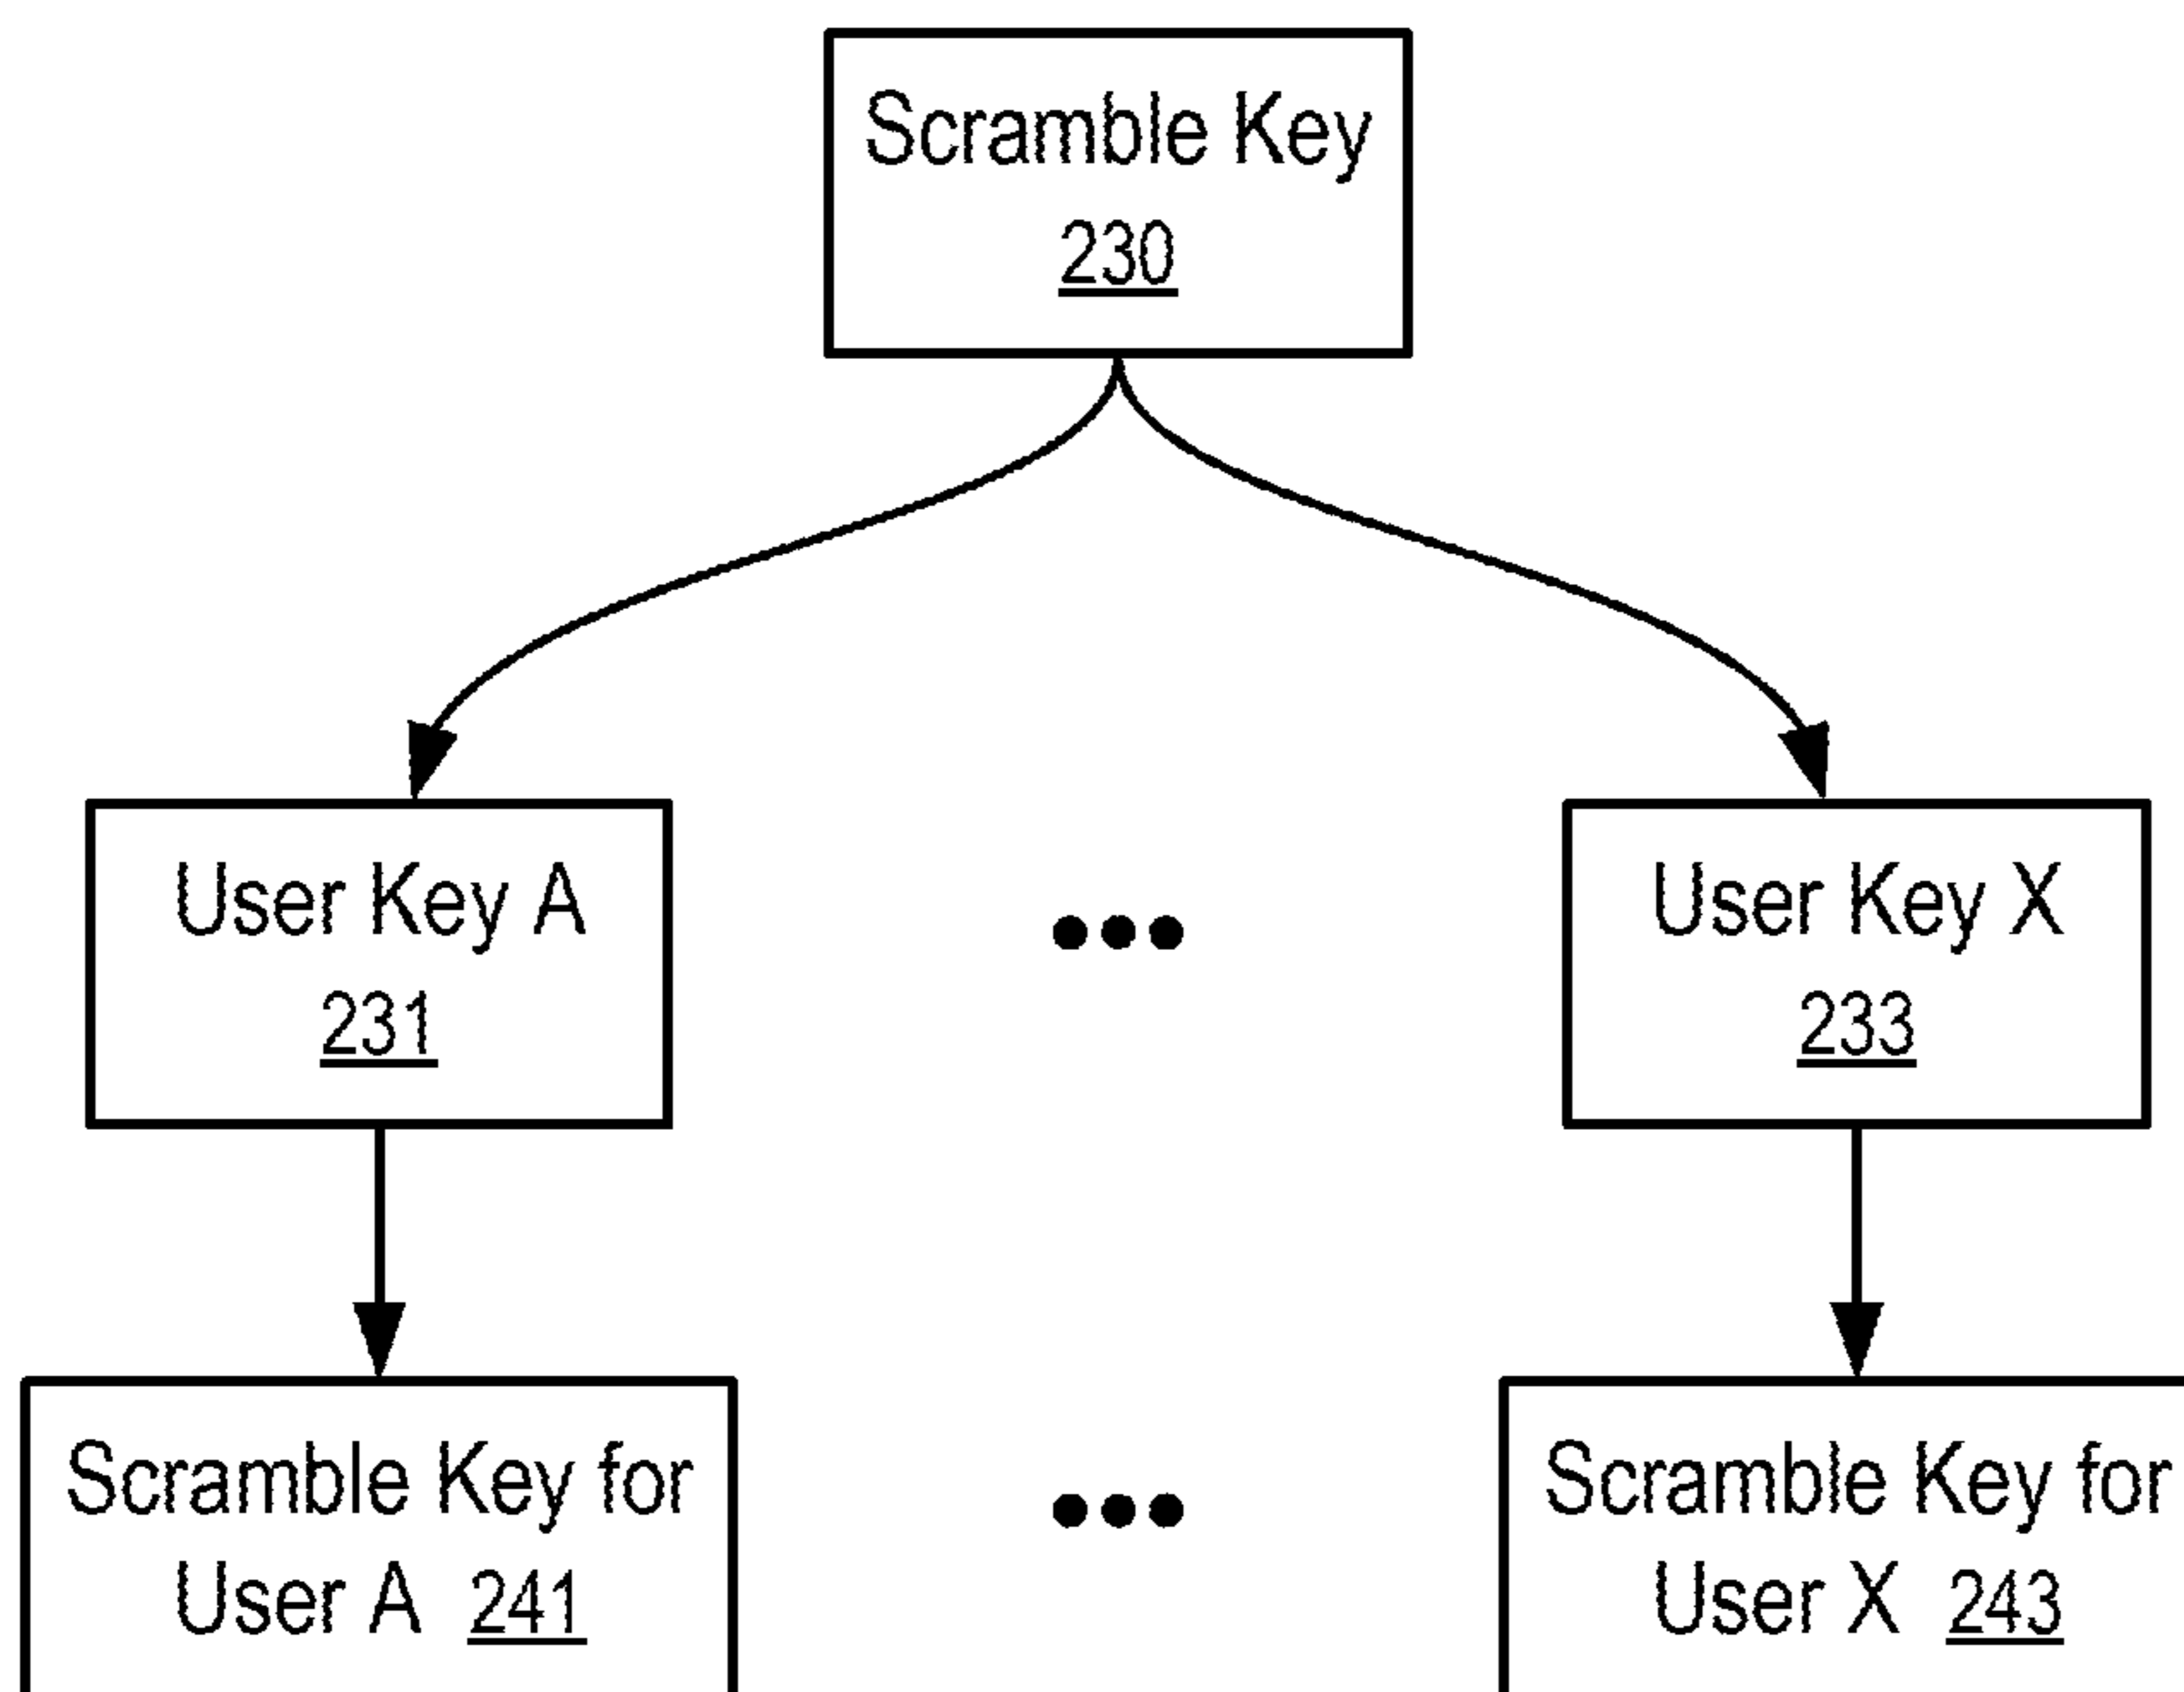 Scramble Key
230
User Key A
231
User Key X
233
Scramble Key for
User A 241
Scramble Key for
User X 243